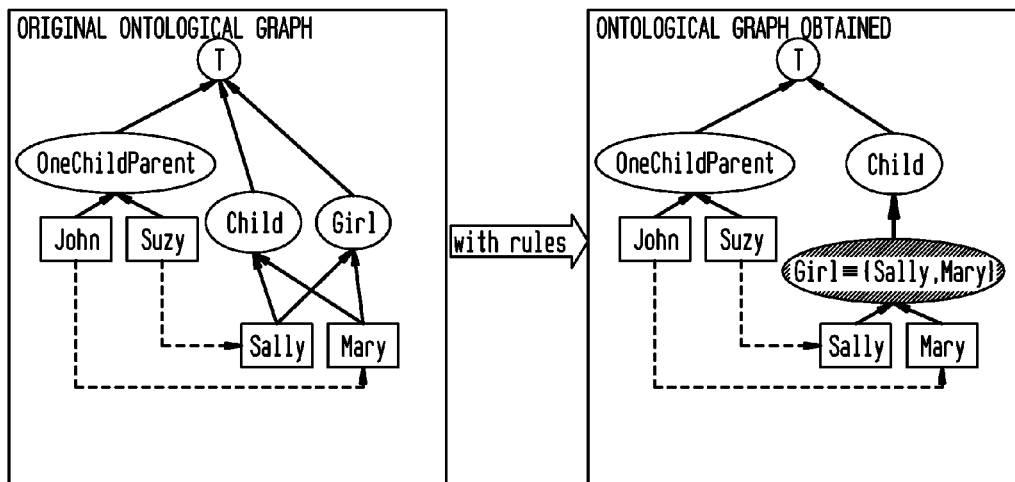 ORIGINAL ONTOLOGICAL GRAPH
T
OneChildParent
John
Suzy
Child
Girl
Sally
Mary
with rules
ONTOLOGICAL GRAPH OBTAINED
T
OneChildParent
Child
John
Suzy
Girl≡{Sally,Mary}
Sally
Mary